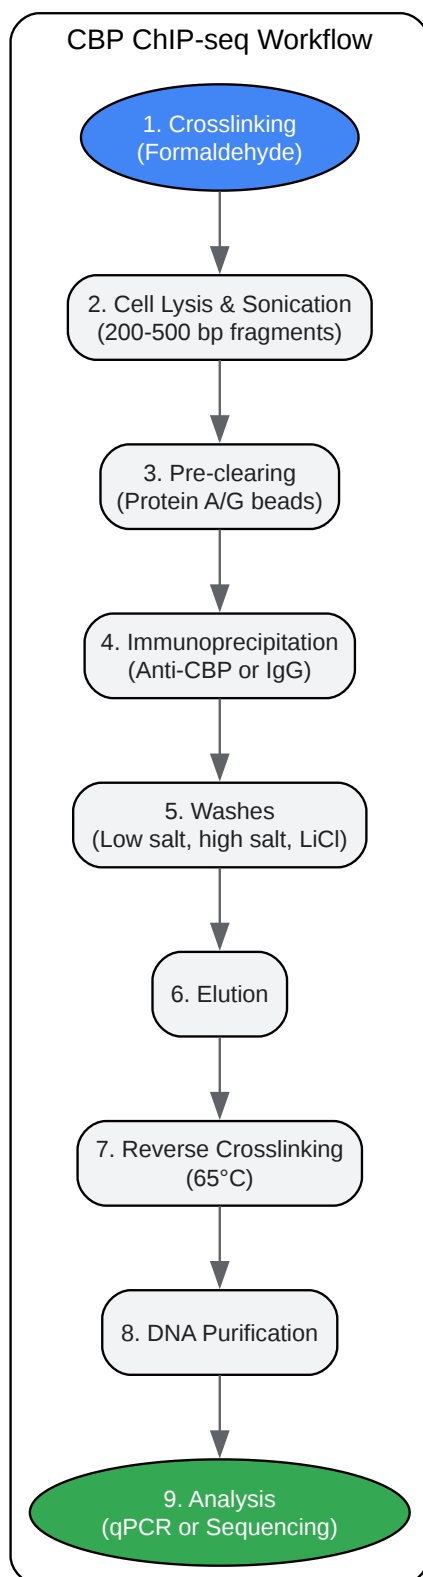 CBP ChIP-seq Workflow
1. Crosslinking
(Formaldehyde)
2. Cell Lysis & Sonication
(200-500 bp fragments)
3. Pre-clearing
(Protein A/G beads)
4. Immunoprecipitation
(Anti-CBP or IgG)
5. Washes
(Low salt, high salt, LiCl)
6. Elution
7. Reverse Crosslinking
(65°C)
8. DNA Purification
9. Analysis
(qPCR or Sequencing)